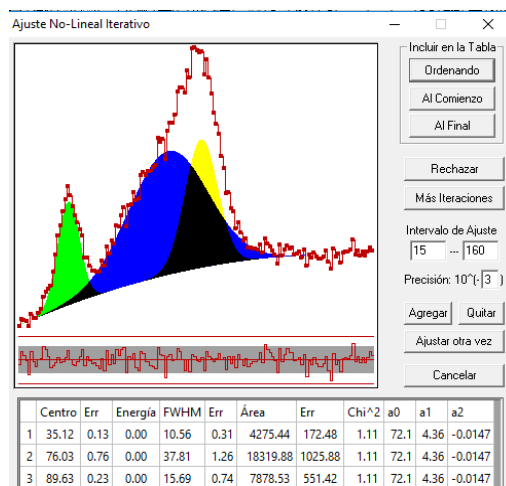 Ajuste No-Lineal Iterativo
Incluir en la Tabla
Ordenando
Al Comienzo
Al Final
Rechazar
Más Iteraciones
Intervalo de Ajuste
15 ... 160
Precisión: 10^(- 3 )
Agregar Quitar
Ajustar otra vez
Cancelar
Centro Err Energía FWHM Err Área Err Chi^2 a0 a1 a2
1 35.12 0.13 0.00 10.56 0.31 4275.44 172.48 1.11 72.1 4.36 -0.0147
2 76.03 0.76 0.00 37.81 1.26 18319.88 1025.88 1.11 72.1 4.36 -0.0147
3 89.63 0.23 0.00 15.69 0.74 7878.53 551.42 1.11 72.1 4.36 -0.0147